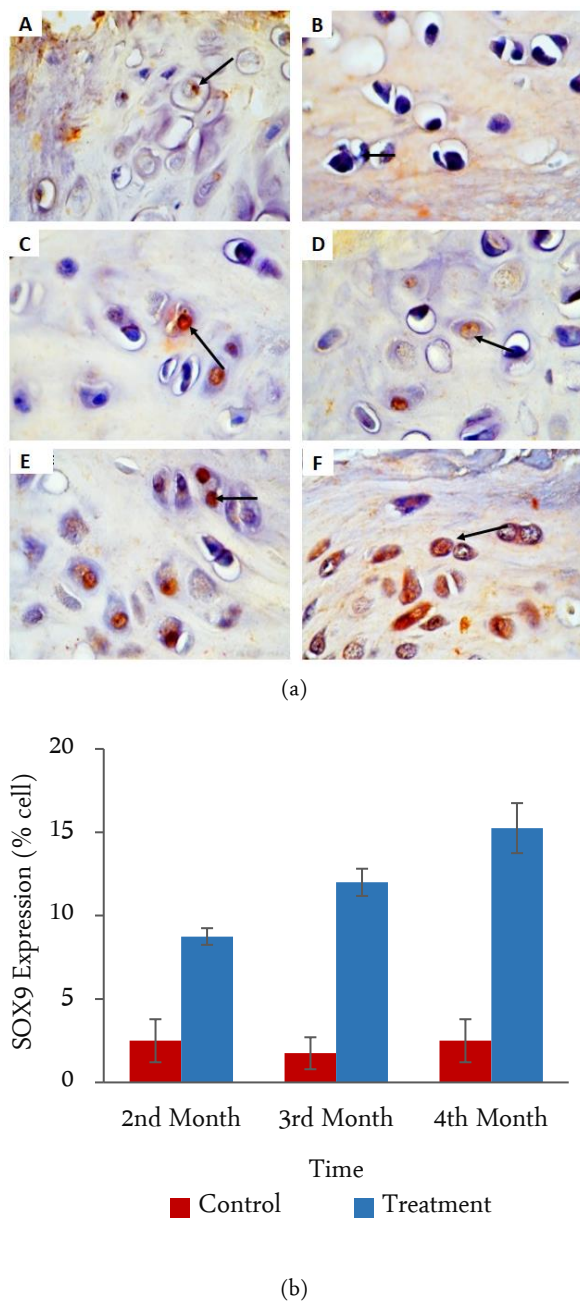 A
B
C
D
E
F
(a)
SOX9 Expression (% cell)
20
15
10
5
0
2nd Month 3rd Month 4th Month
Time
Control Treatment
(b)